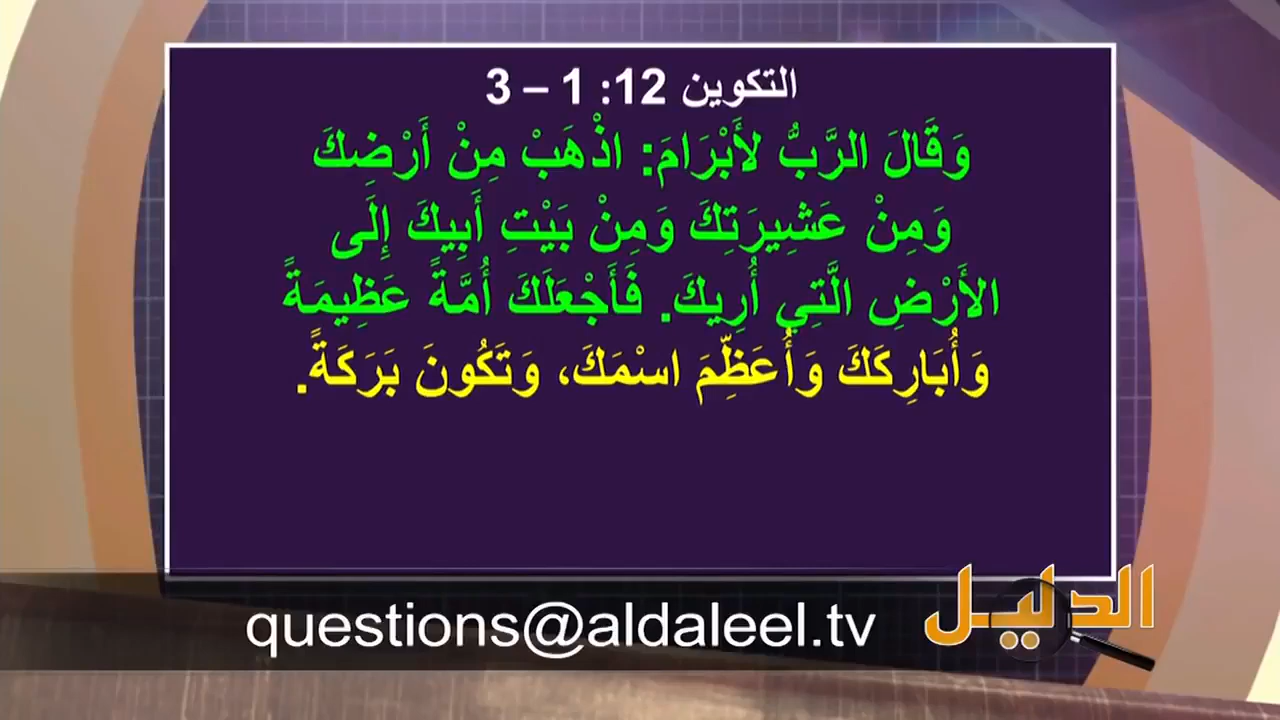 التكوين 12: 1 – 3
وَقَالَ الرَّبُّ لأَبْرَامَ: اذْهَبْ مِنْ أَرْضِكَ
وَمِنْ عَشِيرَتِكَ وَمِنْ بَيْتِ أَبِيكَ إِلَى
الأَرْضِ الَّتِي أُرِيكَ. فَأَجْعَلَكَ أُمَّةً عَظِيمَةً
وَأُبَارِكَكَ وَأُعَظِّمَ اسْمَكَ، وَتَكُونَ بَرَكَةً.
الدليل
questions@aldaleel.tv